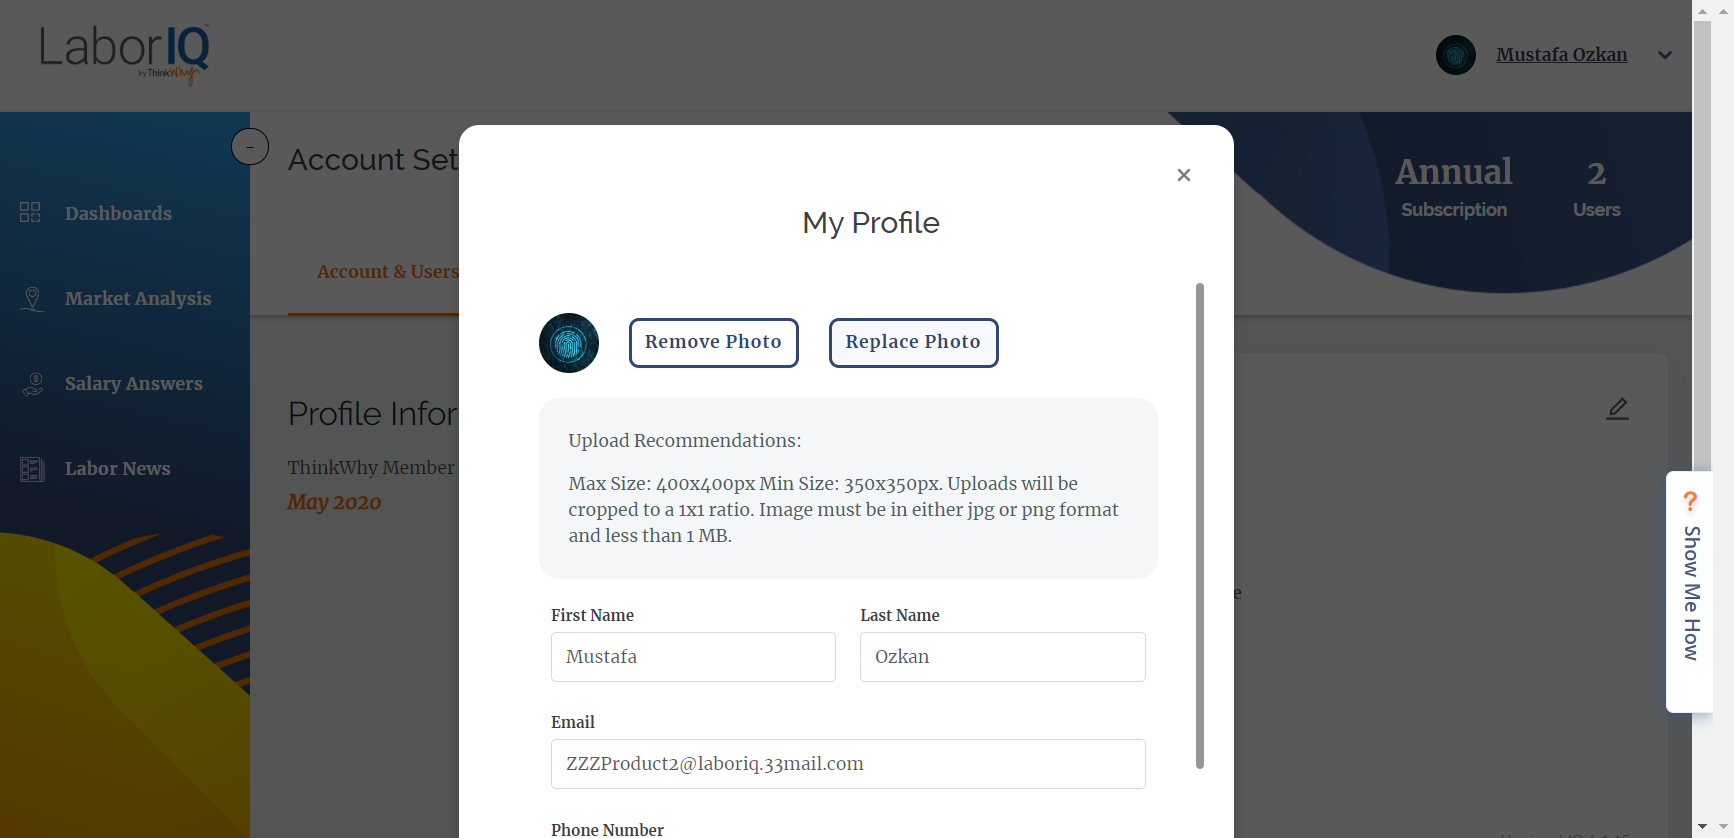 LaborIQ
by ThinkWhy
Mustafa Ozkan
Account Set
Annual
Subscription
2
Users
Account & Users
Dashboards
Market Analysis
Salary Answers
Labor News
Profile Infor
ThinkWhy Member
May 2020
My Profile
Remove Photo
Replace Photo
Upload Recommendations:
Max Size: 400x400px Min Size: 350x350px. Uploads will be
cropped to a 1x1 ratio. Image must be in either jpg or png format
and less than 1 MB.
First Name
Last Name
Mustafa
Ozkan
Email
ZZZProduct2@laboriq.33mail.com
Phone Number
e
? Show Me How